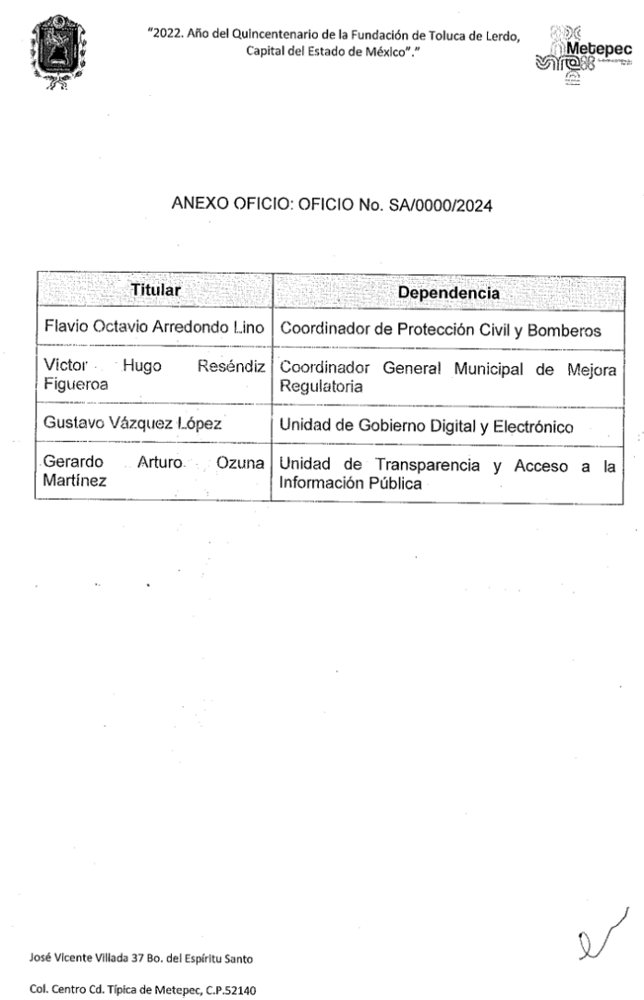 "2022. Año del Quincentenario de la Fundación de Toluca de Lerdo,
Capital del Estado de México"."
Metepec
ANEXO OFICIO: OFICIO No. SA/0000/2024
Titular
Dependencia
Flavio Octavio Arredondo Lino
Coordinador de Protección Civil y Bomberos
Victor Hugo Reséndiz
Figueroa
Coordinador General Municipal de Mejora
Regulatoria
Gustavo Vázquez López
Unidad de Gobierno Digital y Electrónico
Gerardo Arturo Ozuna
Martínez
Unidad de Transparencia y Acceso a la
Información Pública
José Vicente Villada 37 Bo. del Espíritu Santo
Col. Centro Cd. Típica de Metepec, C.P.52140